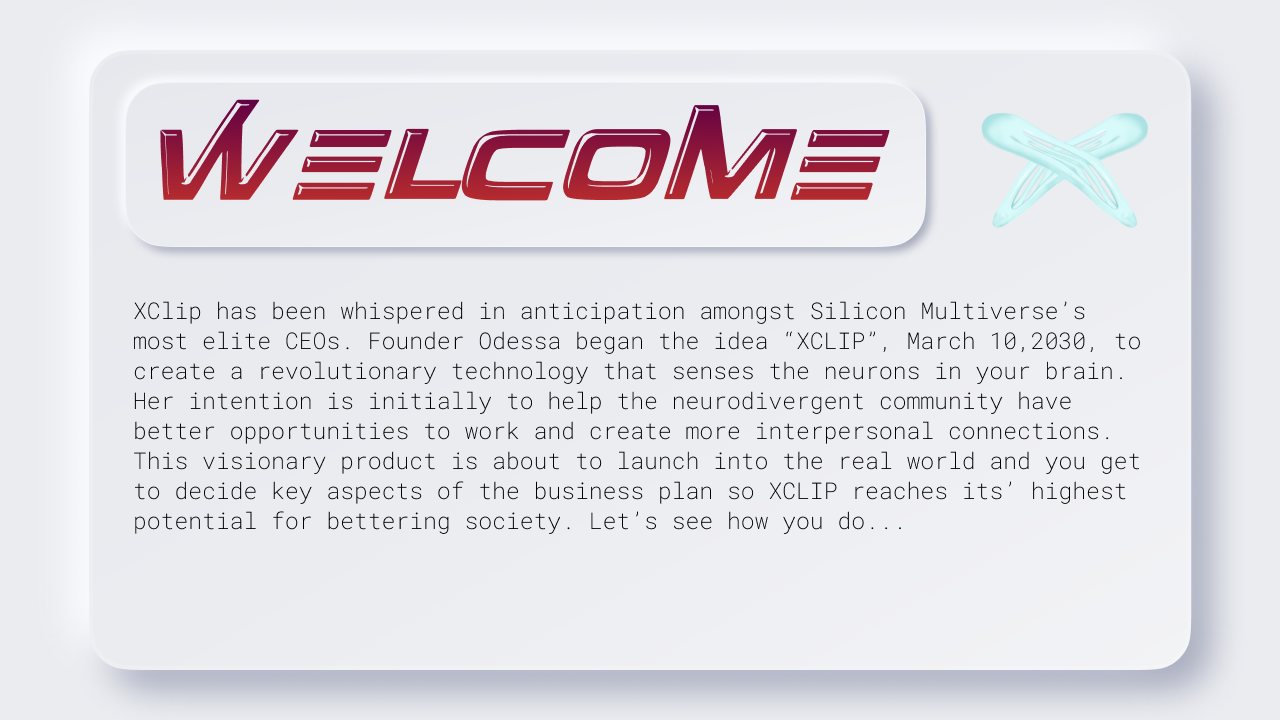 WELCOME
XClip has been whispered in anticipation amongst Silicon Multiverse’s
most elite CEOs. Founder Odessa began the idea “XCLIP”, March 10,2030, to
create a revolutionary technology that senses the neurons in your brain.
Her intention is initially to help the neurodivergent community have
better opportunities to work and create more interpersonal connections.
This visionary product is about to launch into the real world and you get
to decide key aspects of the business plan so XCLIP reaches its’ highest
potential for bettering society. Let’s see how you do...